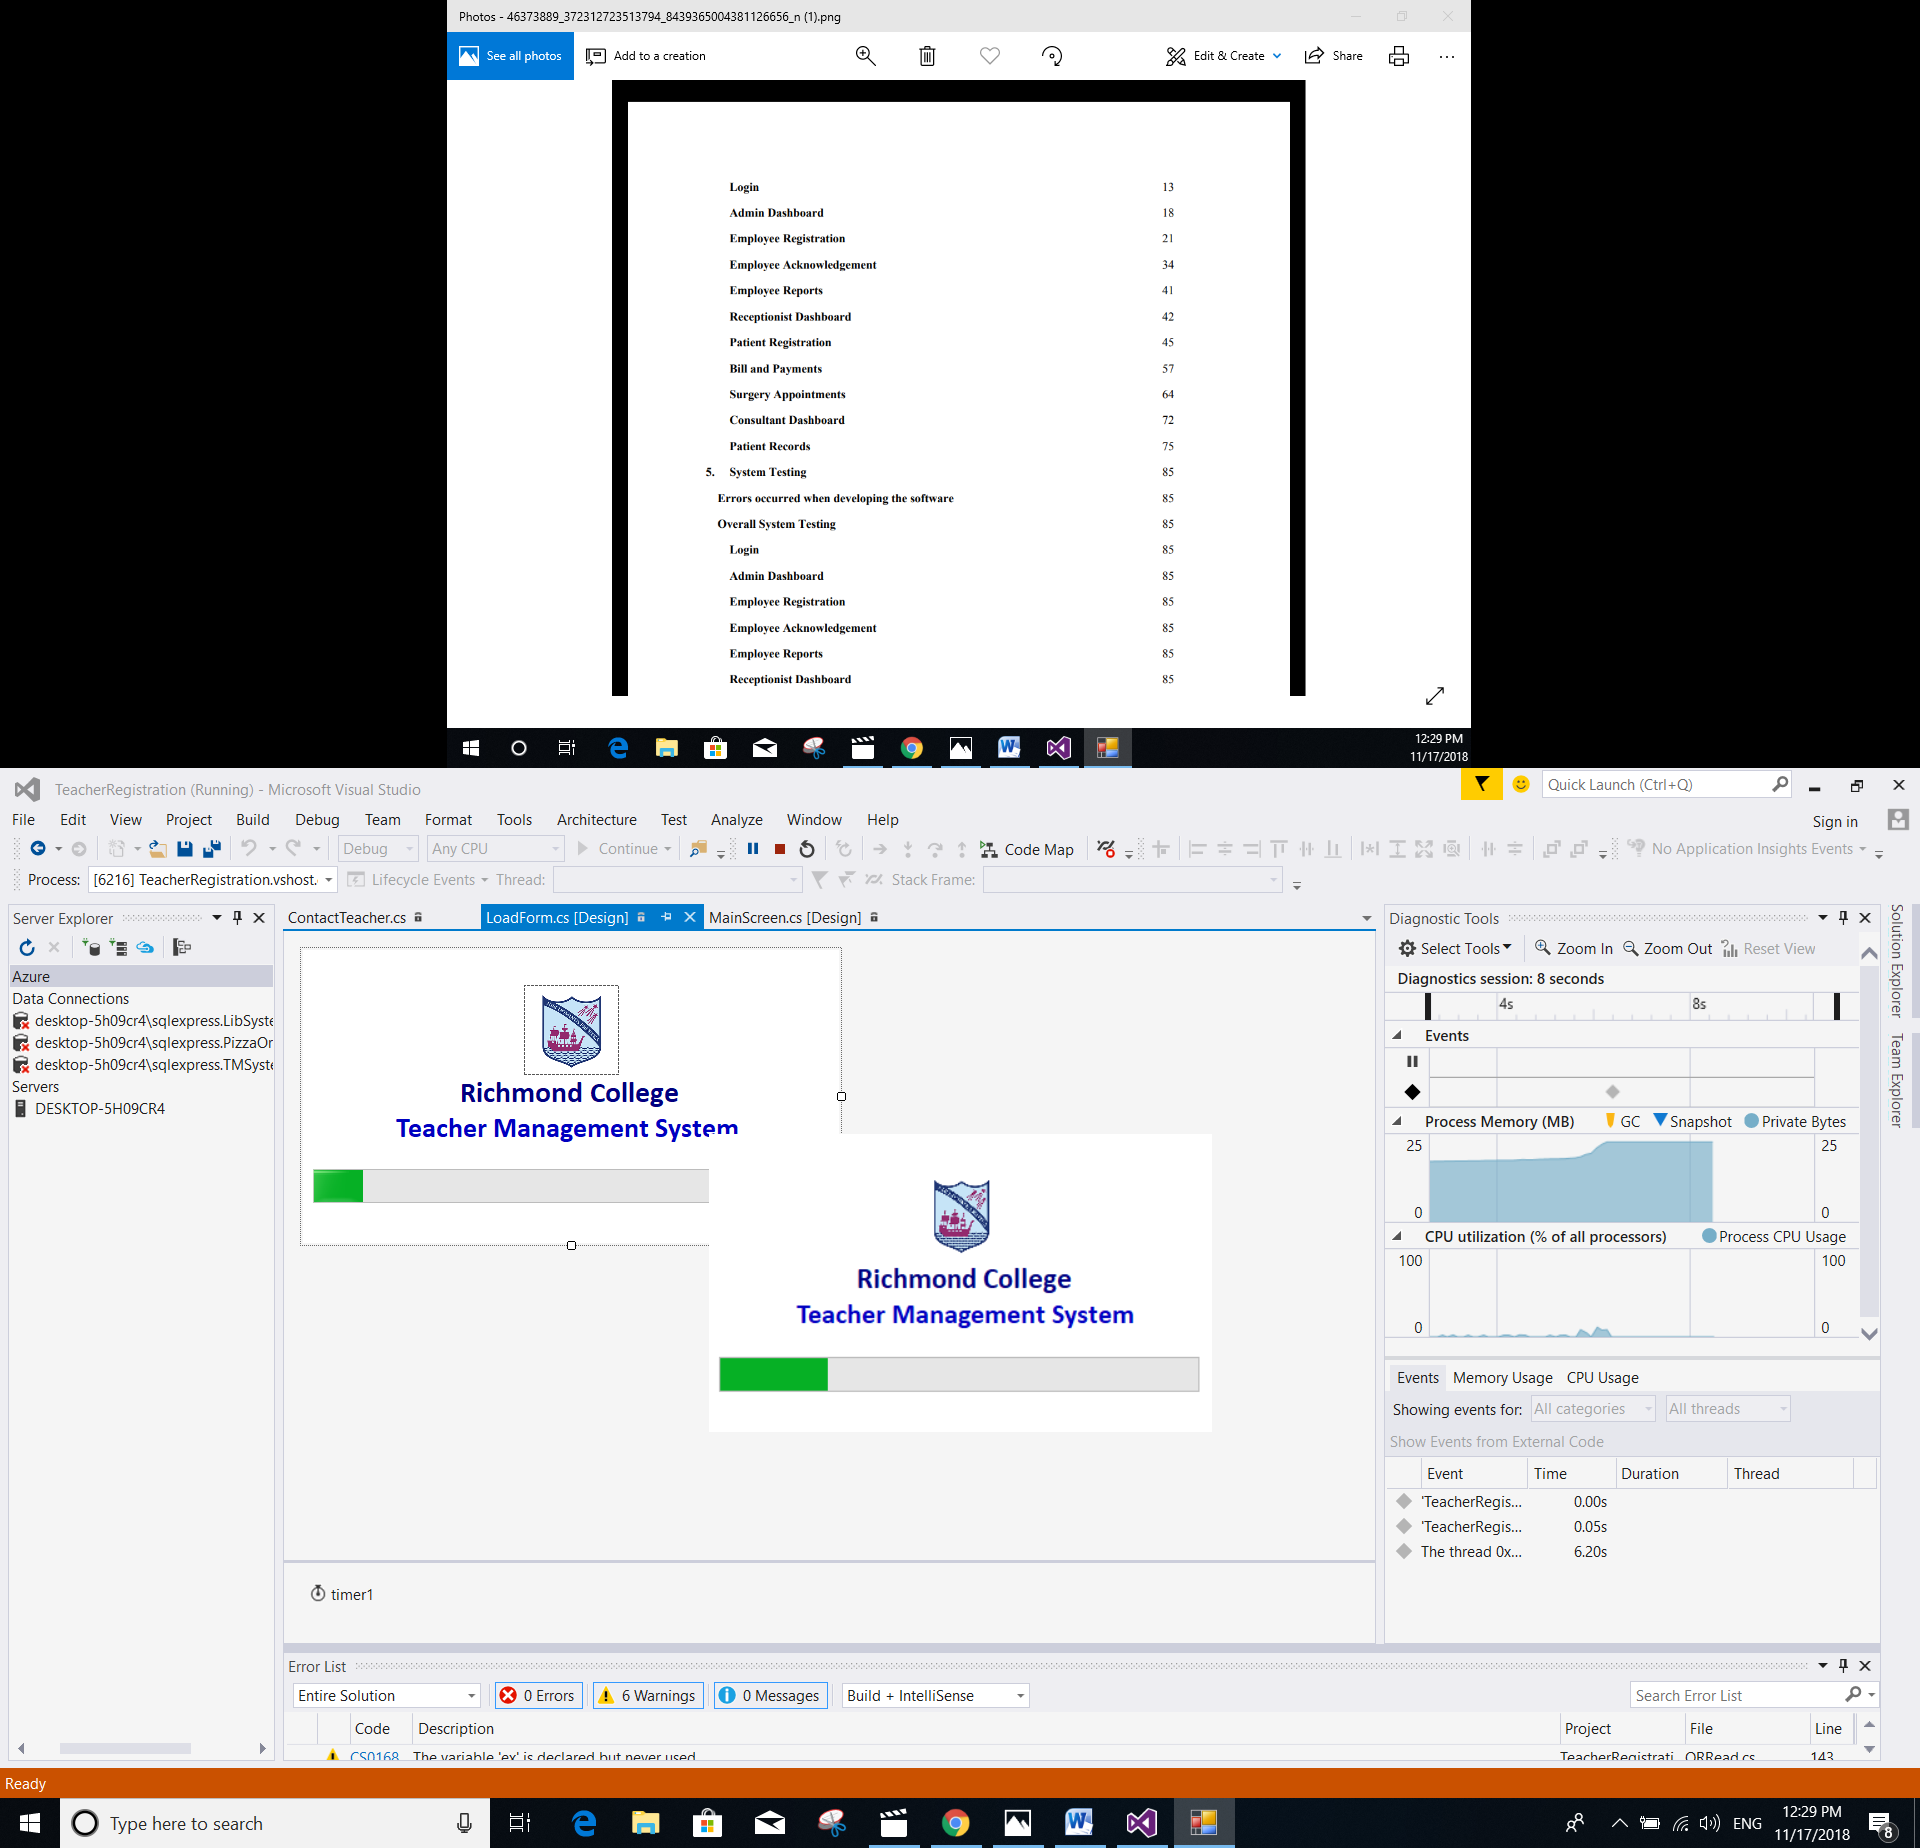 Photos - 46373889_372312723513794_8439365004381126656_n (1).png
See all photos
Add to a creation
Edit & Create
Share
Login 13
Admin Dashboard 18
Employee Registration 21
Employee Acknowledgement 34
Employee Reports 41
Receptionist Dashboard 42
Patient Registration 45
Bill and Payments 57
Surgery Appointments 64
Consultant Dashboard 72
Patient Records 75
5. System Testing 85
Errors occurred when developing the software 85
Overall System Testing 85
Login 85
Admin Dashboard 85
Employee Registration 85
Employee Acknowledgement 85
Employee Reports 85
Receptionist Dashboard 85
12:29 PM
11/17/2018
TeacherRegistration (Running) - Microsoft Visual Studio
Quick Launch (Ctrl+Q)
File Edit View Project Build Debug Team Format Tools Architecture Test Analyze Window Help
Sign in
Debug Any CPU Continue Code Map No Application Insights Events
Process: [6216] TeacherRegistration.vshost. Lifecycle Events Thread: Stack Frame:
Server Explorer
Azure
Data Connections
desktop-5h09cr4\sqlexpress.LibSyste
desktop-5h09cr4\sqlexpress.PizzaOr
desktop-5h09cr4\sqlexpress.TMSyste
Servers
DESKTOP-5H09CR4
ContactTeacher.cs LoadForm.cs [Design] MainScreen.cs [Design]
Richmond College
Teacher Management System
Richmond College
Teacher Management System
timer1
Diagnostic Tools
Select Tools Zoom In Zoom Out Reset View
Diagnostics session: 8 seconds
4s 8s
Events
Process Memory (MB) GC Snapshot Private Bytes
25 25
0 0
CPU utilization (% of all processors) Process CPU Usage
100 100
0 0
Events Memory Usage CPU Usage
Showing events for: All categories All threads
Show Events from External Code
Event Time Duration Thread
'TeacherRegis... 0.00s
'TeacherRegis... 0.05s
The thread 0x... 6.20s
Solution Explorer
Team Explorer
Error List
Entire Solution 0 Errors 6 Warnings 0 Messages Build + IntelliSense Search Error List
Code Description Project File Line
CS0168 The variable 'ex' is declared but never used TeacherRegistrati QRRead.cs 143
Ready
Type here to search
ENG
12:29 PM
11/17/2018
8